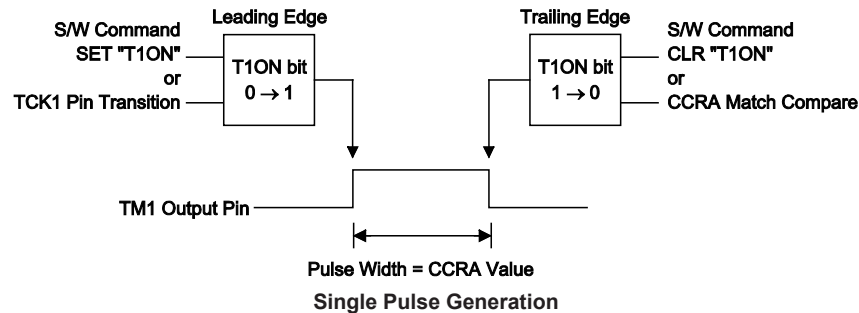 Leading Edge
S/W Command
SET "T1ON"
or
TCK1 Pin Transition
T1ON bit
0 → 1
Trailing Edge
T1ON bit
1 → 0
S/W Command
CLR "T1ON"
or
CCRA Match Compare
TM1 Output Pin
Pulse Width = CCRA Value
Single Pulse Generation